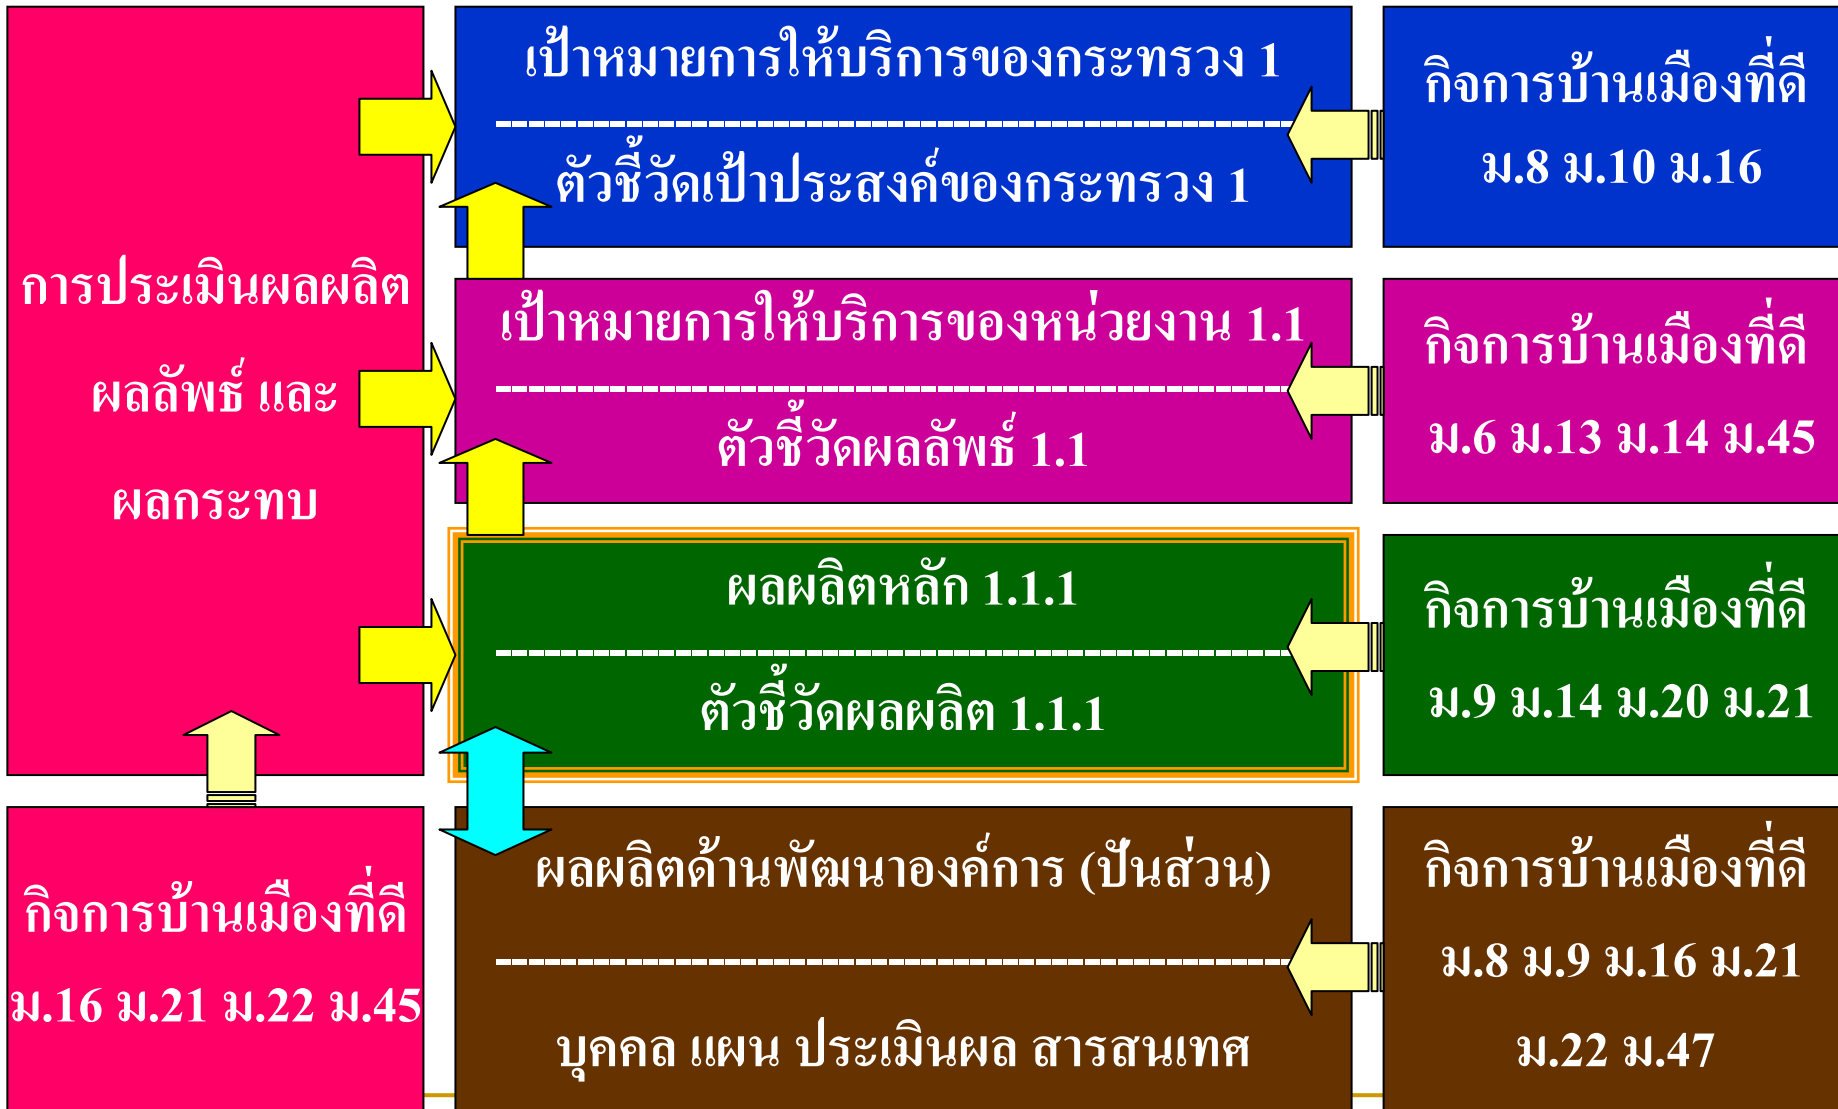 การประเมินผลผลิต
ผลลัพธ์ และ
ผลกระทบ
กิจการบ้านเมืองที่ดี
ม.16 ม.21 ม.22 ม.45
เป้าหมายการให้บริการของกระทรวง 1
ตัวชี้วัดเป้าประสงค์ของกระทรวง 1
กิจการบ้านเมืองที่ดี
ม.8 ม.10 ม.16
เป้าหมายการให้บริการของหน่วยงาน 1.1
ตัวชี้วัดผลลัพธ์ 1.1
กิจการบ้านเมืองที่ดี
ม.6 ม.13 ม.14 ม.45
ผลผลิตหลัก 1.1.1
ตัวชี้วัดผลผลิต 1.1.1
กิจการบ้านเมืองที่ดี
ม.9 ม.14 ม.20 ม.21
ผลผลิตด้านพัฒนาองค์การ (ปันส่วน)
บุคคล แผน ประเมินผล สารสนเทศ
กิจการบ้านเมืองที่ดี
ม.8 ม.9 ม.16 ม.21
ม.22 ม.47